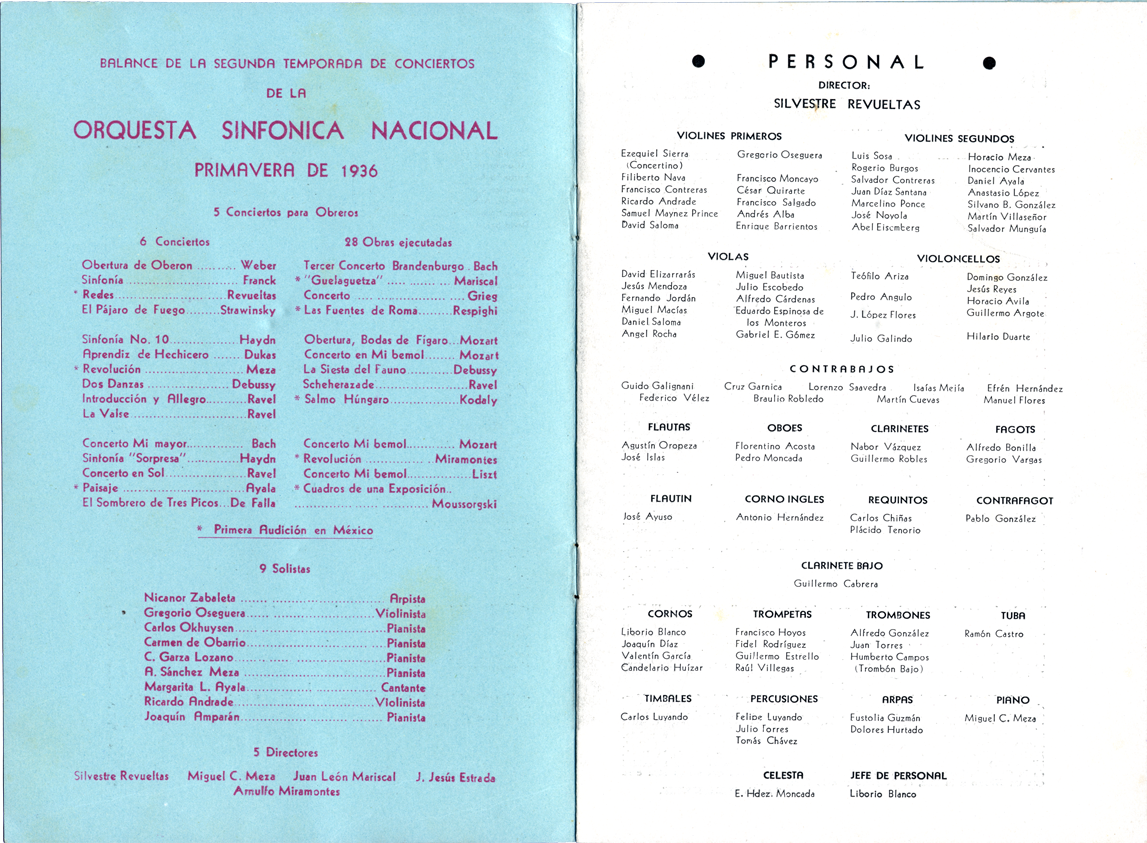 BALANCE DE LA SEGUNDA TEMPORADA DE CONCIERTOS
DE LA
ORQUESTA SINFONICA NACIONAL
PRIMAVERA DE 1936
5 Conciertos para Obreros
6 Conciertos
Obertura de Oberon .......... Weber
Sinfonía ........................ Franck
* Redes........................ Revueltas
El Pájaro de Fuego........Strawinsky
Sinfonía No. 10................Haydn
Aprendiz de Hechicero ....... Dukas
* Revolución ........................ Meza
Dos Danzas ..................Debussy
Introducción y Allegro..........Ravel
La Valse ............................Ravel
Concerto Mi mayor............. Bach
Sintonía "Sorpresa"............Haydn
Concerto en Sol ..................Ravel
* Paisaje ............................Ayala
El Sombrero de Tres Picos...De Falla
28 Obras ejecutadas
Tercer Concerto Brandenburgo . Bach
* "Guelaguetza" ................ Mariscal
Concerto ..........................Grieg
* Las Fuentes de Roma........Respighi
Obertura, Bodas de Fígaro...Mozart
Concerto en Mi bemol........ Mozart
La Siesta del Fauno ..........Debussy
Scheherazade......................Ravel
* Salmo Húngaro................Kodaly
Concerto Mi bemol............ Mozart
* Revolución ................Miramontes
Concerto Mi bemol................Liszt
* Cuadros de una Exposición..
................................Moussorgski
* Primera Audición en México
9 Solistas
Nicanor Zabaleta ................................ Arpista
Gregorio Oseguera..............................Violinista
Carlos Okhuysen..................................Pianista
Carmen de Obarrio................................Pianista
C. Garza Lozano..................................Pianista
A. Sánchez Meza .................................Pianista
Margarita L. Ayala............................Cantante
Ricardo Andrade................................Violinista
Joaquín Amparán.................................. Pianista
5 Directores
Silvestre Revueltas Miguel C. Meza Juan León Mariscal J. Jesús Estrada
Arnulfo Miramontes
● PERSONAL ●
DIRECTOR:
SILVESTRE REVUELTAS
VIOLINES PRIMEROS
Ezequiel Sierra
(Concertino)
Filiberto Nava
Francisco Contreras
Ricardo Andrade
Samuel Maynez Prince
David Saloma
Gregorio Oseguera
Francisco Moncayo
César Quirarte
Francisco Salgado
Andrés Alba
Enrique Barrientos
VIOLINES SEGUNDOS
Luis Sosa
Rogerio Burgos
Salvador Contreras
Juan Díaz Santana
Marcelino Ponce
José Noyola
Abel Eisemberg
Horacio Meza
Inocencio Cervantes
Daniel Ayala
Anastasio López
Silvano B. González
Martín Villaseñor
Salvador Munguía
VIOLAS
David Elizarrarás
Jesús Mendoza
Fernando Jordán
Miguel Macías
Daniel Saloma
Angel Rocha
Miguel Bautista
Julio Escobedo
Alfredo Cárdenas
Eduardo Espinosa de
los Monteros
Gabriel E. Gómez
VIOLONCELLOS
Teófilo Ariza
Pedro Angulo
J. López Flores
Julio Galindo
Domingo González
Jesús Reyes
Horacio Avila
Guillermo Argote
Hilario Duarte
CONTRABAJOS
Guido Galignani Cruz Garnica Lorenzo Saavedra Isaías Mejía Efrén Hernández
Federico Vélez Braulio Robledo Martín Cuevas Manuel Flores
FLAUTAS
Agustín Oropeza
José Islas
OBOES
Florentino Acosta
Pedro Moncada
CLARINETES
Nabor Vázquez
Guillermo Robles
FAGOTS
Alfredo Bonilla
Gregorio Vargas
FLAUTIN
José Ayuso
CORNO INGLES
Antonio Hernández
REQUINTOS
Carlos Chiñas
Plácido Tenorio
CONTRAFAGOT
Pablo González
CLARINETE BAJO
Guillermo Cabrera
CORNOS
Liborio Blanco
Joaquín Díaz
Valentín García
Candelario Huízar
TROMPETAS
Francisco Hoyos
Fidel Rodríguez
Guillermo Estrello
Raúl Villegas
TROMBONES
Alfredo González
Juan Torres
Humberto Campos
(Trombón Bajo)
TUBA
Ramón Castro
TIMBALES
Carlos Luyando
PERCUSIONES
Felipe Luyando
Julio Torres
Tomás Chávez
ARPAS
Eustolia Guzmán
Dolores Hurtado
PIANO
Miguel C. Meza
CELESTA
E. Hdez. Moncada
JEFE DE PERSONAL
Liborio Blanco